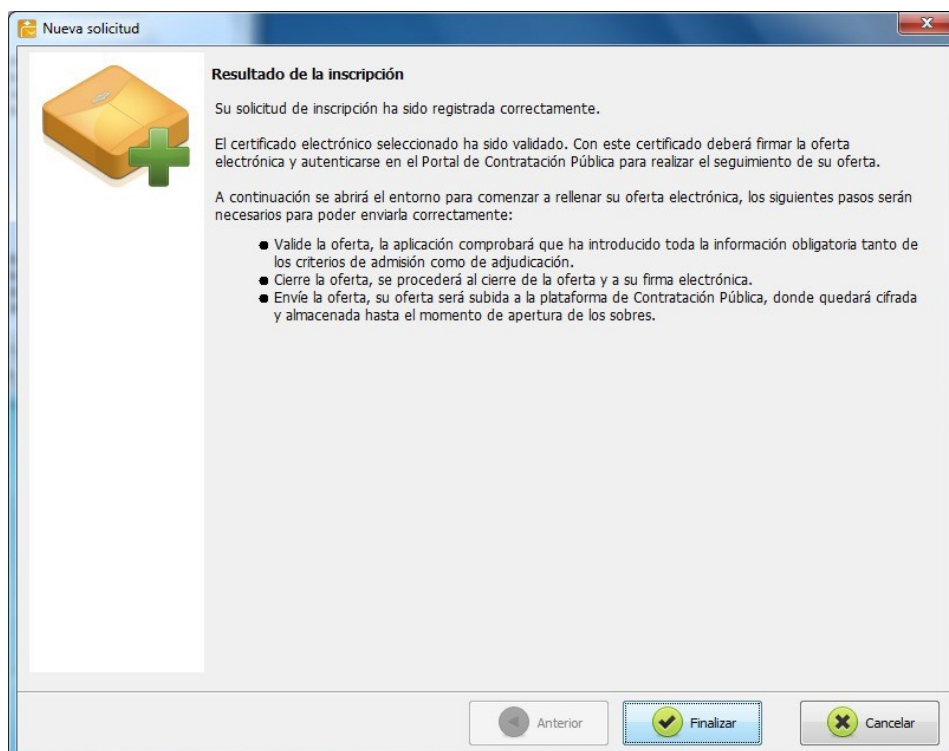 Nueva solicitud
Resultado de la inscripción
Su solicitud de inscripción ha sido registrada correctamente.
El certificado electrónico seleccionado ha sido validado. Con este certificado deberá firmar la oferta
electrónica y autenticarse en el Portal de Contratación Pública para realizar el seguimiento de su oferta.
A continuación se abrirá el entorno para comenzar a rellenar su oferta electrónica, los siguientes pasos serán
necesarios para poder enviarla correctamente:
● Valide la oferta, la aplicación comprobará que ha introducido toda la información obligatoria tanto de
los criterios de admisión como de adjudicación.
● Cierre la oferta, se procederá al cierre de la oferta y a su firma electrónica.
● Envíe la oferta, su oferta será subida a la plataforma de Contratación Pública, donde quedará cifrada
y almacenada hasta el momento de apertura de los sobres.
Anterior Finalizar Cancelar